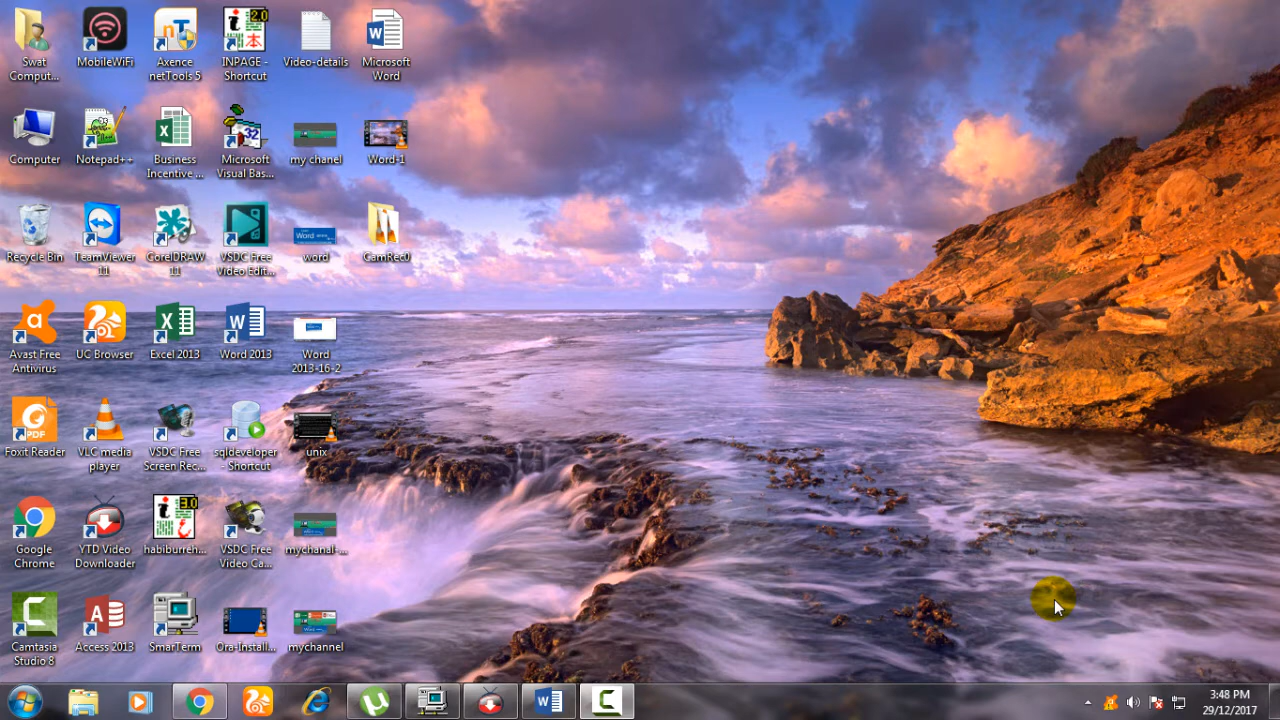 Swat
Comput...
MobileWiFi
Axence
netTools 5
INPAGE -
Shortcut
Video-details
Microsoft
Word
Computer
Notepad++
Business
Incentive ...
Microsoft
Visual Bas...
my chanel
Word-1
Recycle Bin
TeamViewer
11
CorelDRAW
11
VSDC Free
Video Edit...
word
CamRec0
Avast Free
Antivirus
UC Browser
Excel 2013
Word 2013
Word
2013-16-2
Foxit Reader
VLC media
player
VSDC Free
Screen Rec...
sqldeveloper
- Shortcut
unix
Google
Chrome
YTD Video
Downloader
habiburreh...
VSDC Free
Video Ca...
mychanal-...
Camtasia
Studio 8
Access 2013
SmarTerm
Ora-Install...
mychannel
3:48 PM
29/12/2017